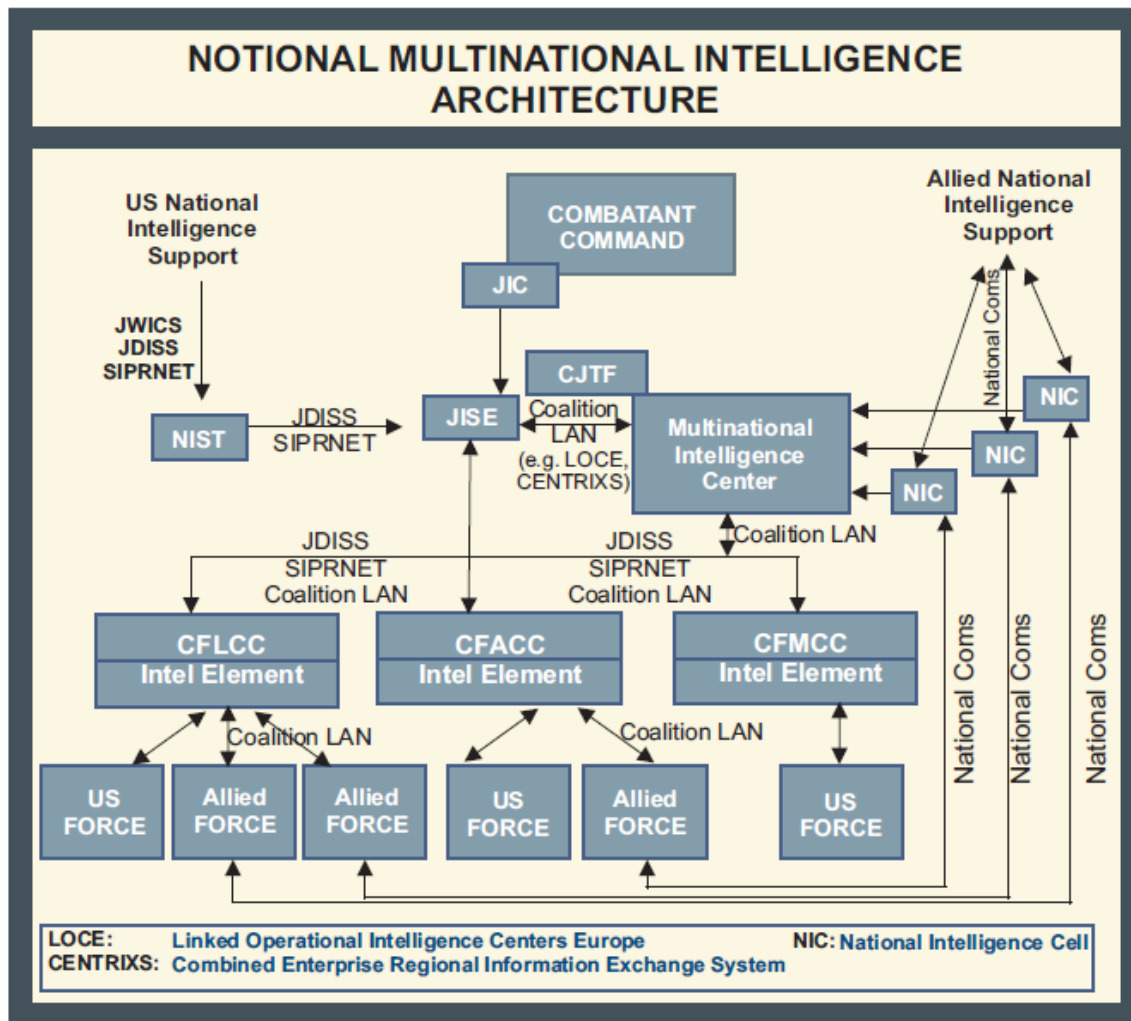 NOTIONAL MULTINATIONAL INTELLIGENCE
ARCHITECTURE
US National
Intelligence
Support
COMBATANT
COMMAND
JIC
Allied National
Intelligence
Support
JWICS
JDISS
SIPRNET
National Coms
CJTF
NIST
JDISS
SIPRNET
JISE
Coalition
LAN
(e.g. LOCE,
CENTRIXS)
Multinational
Intelligence
Center
NIC
NIC
NIC
Coalition LAN
JDISS
SIPRNET
Coalition LAN
JDISS
SIPRNET
Coalition LAN
CFLCC
Intel Element
CFACC
Intel Element
CFMCC
Intel Element
National Coms
National Coms
National Coms
Coalition LAN
Coalition LAN
US
FORCE
Allied
FORCE
Allied
FORCE
US
FORCE
Allied
FORCE
US
FORCE
LOCE: Linked Operational Intelligence Centers Europe NIC: National Intelligence Cell
CENTRIXS: Combined Enterprise Regional Information Exchange System